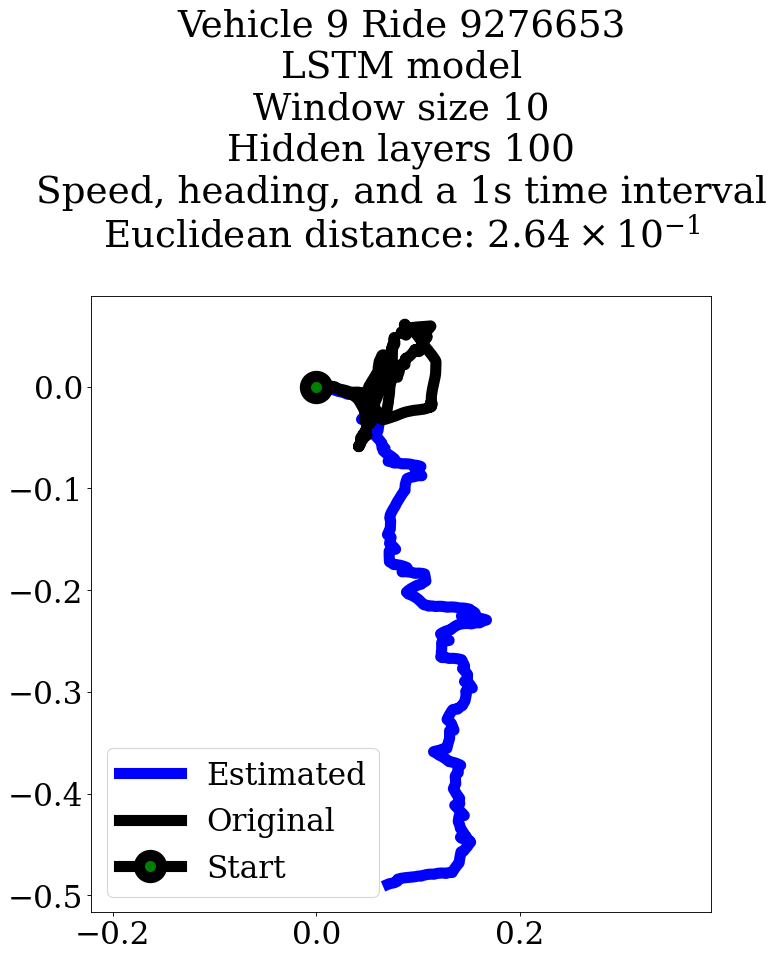 Vehicle 9 Ride 9276653
LSTM model
Window size 10
Hidden layers 100
Speed, heading, and a 1s time interval
Euclidean distance: 2.64 × 10⁻¹
0.0
−0.1
−0.2
−0.3
−0.4
−0.5
Estimated
Original
Start
−0.2
0.0
0.2